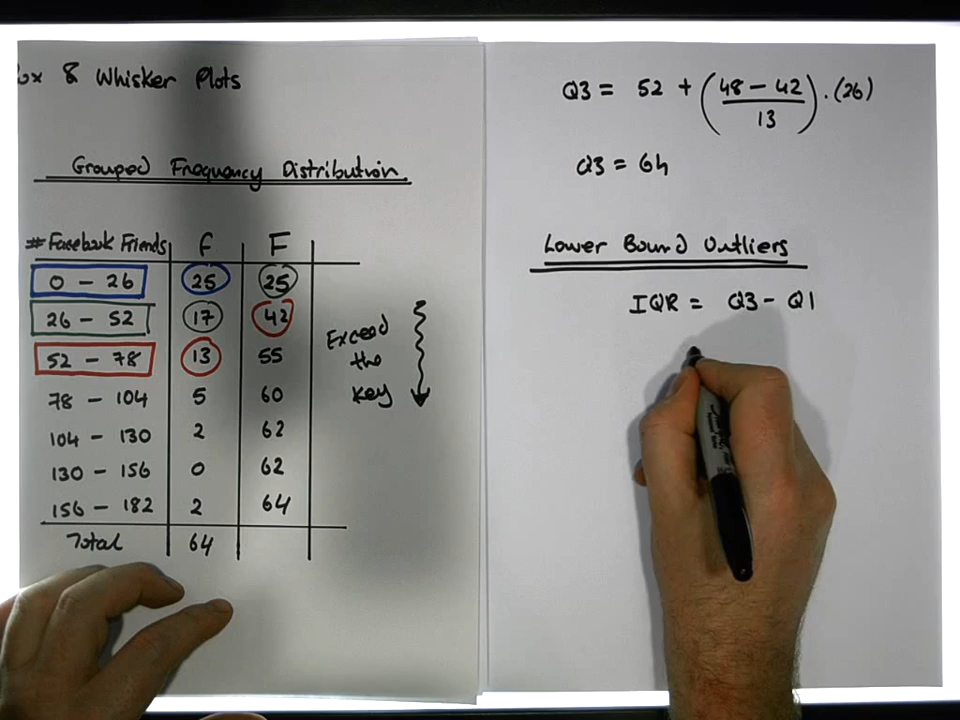 & Whisker Plots
Grouped Frequency Distribution
# Facebook Friends f F
0 - 26 25 25
26 - 52 17 42
52 - 78 13 55
78 - 104 5 60
104 - 130 2 62
130 - 156 0 62
156 - 182 2 64
Total 64
Exceed
the
key
Q3 = 52 + (48 - 42 / 13) . (26)
Q3 = 64
Lower Bound Outliers
IQR = Q3 - Q1